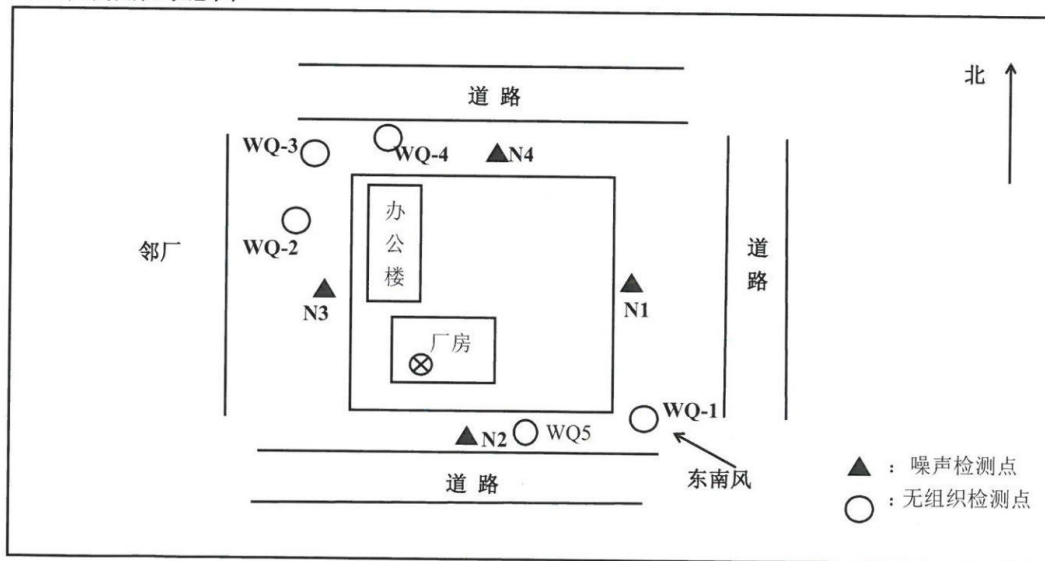 北
道路
WQ-3
WQ-4
N4
办公楼
WQ-2
邻厂
道路
N3
N1
厂房
WQ-1
N2
WQ5
东南风
道路
：噪声检测点
：无组织检测点